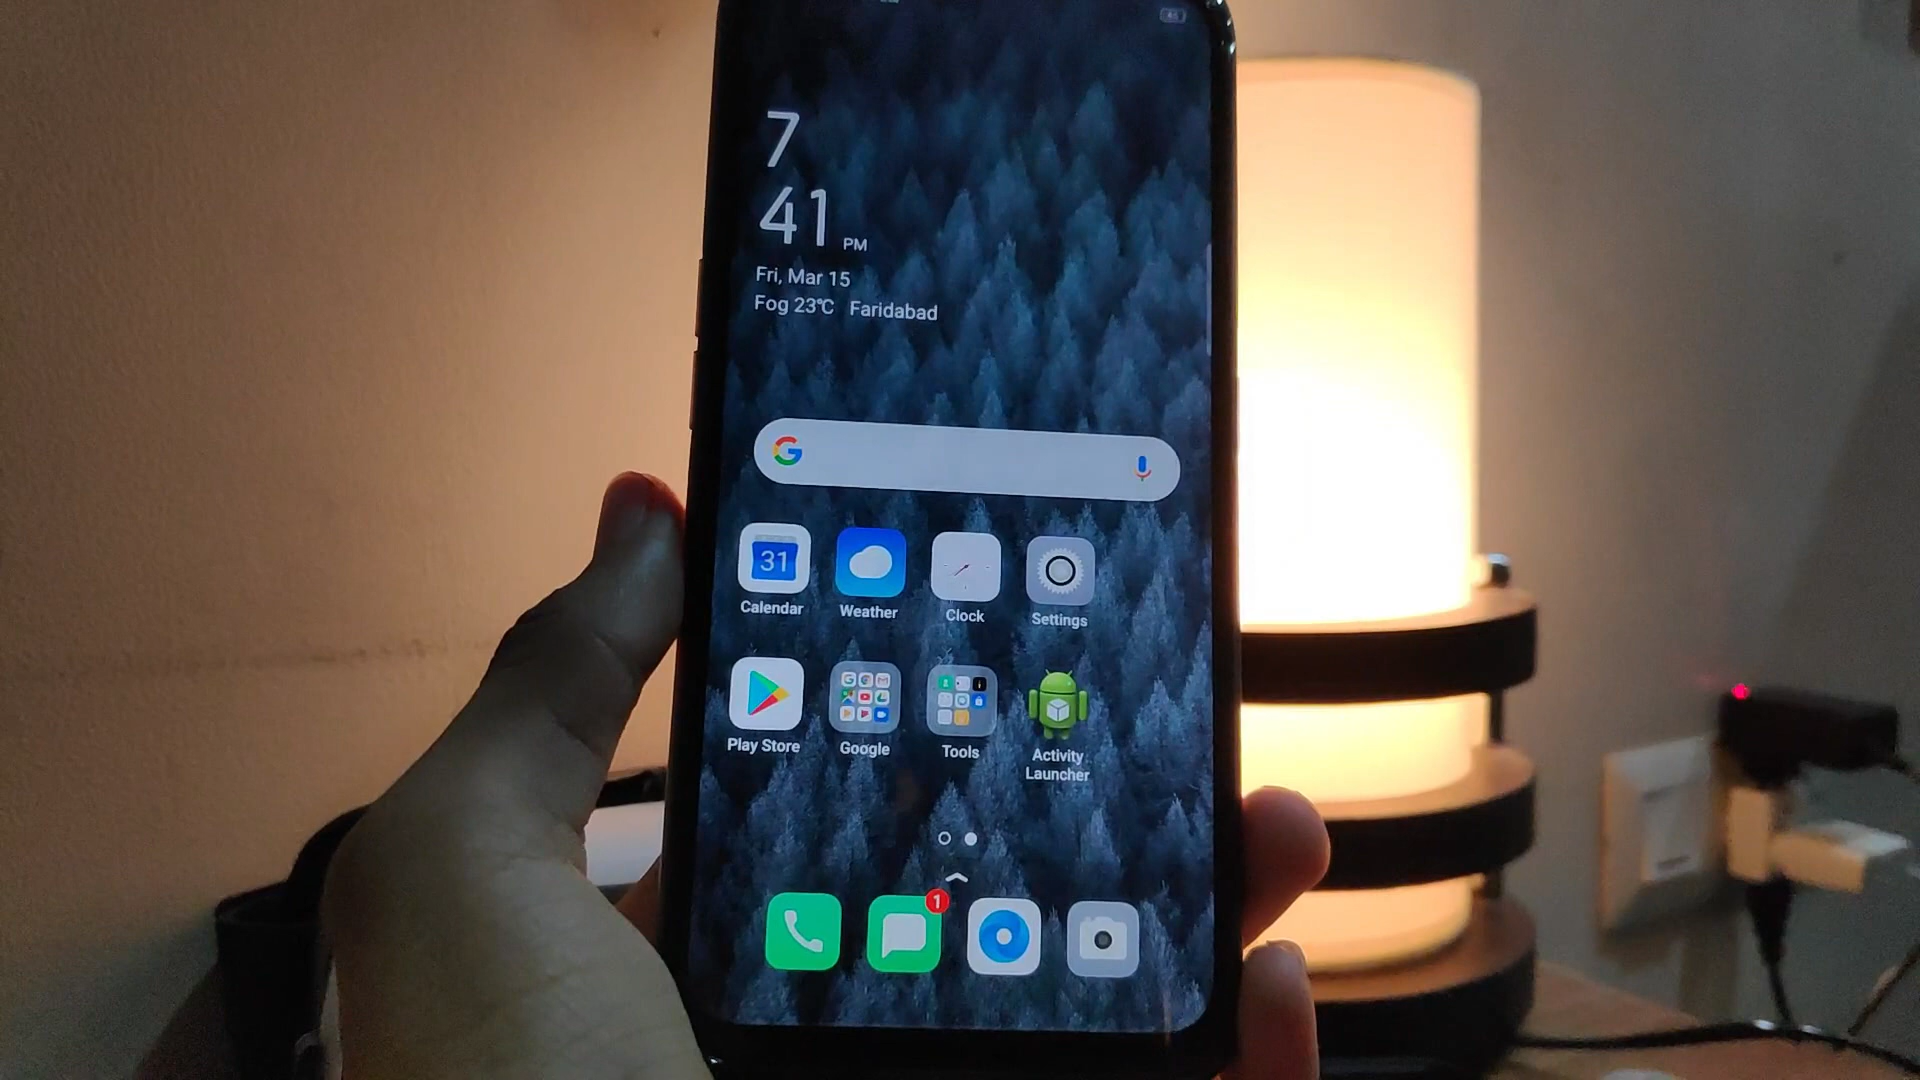 7
41 PM
Fri, Mar 15
Fog 23℃ Faridabad
31
Calendar
Weather
Clock
Settings
Play Store
Google
Tools
Activity
Launcher
1